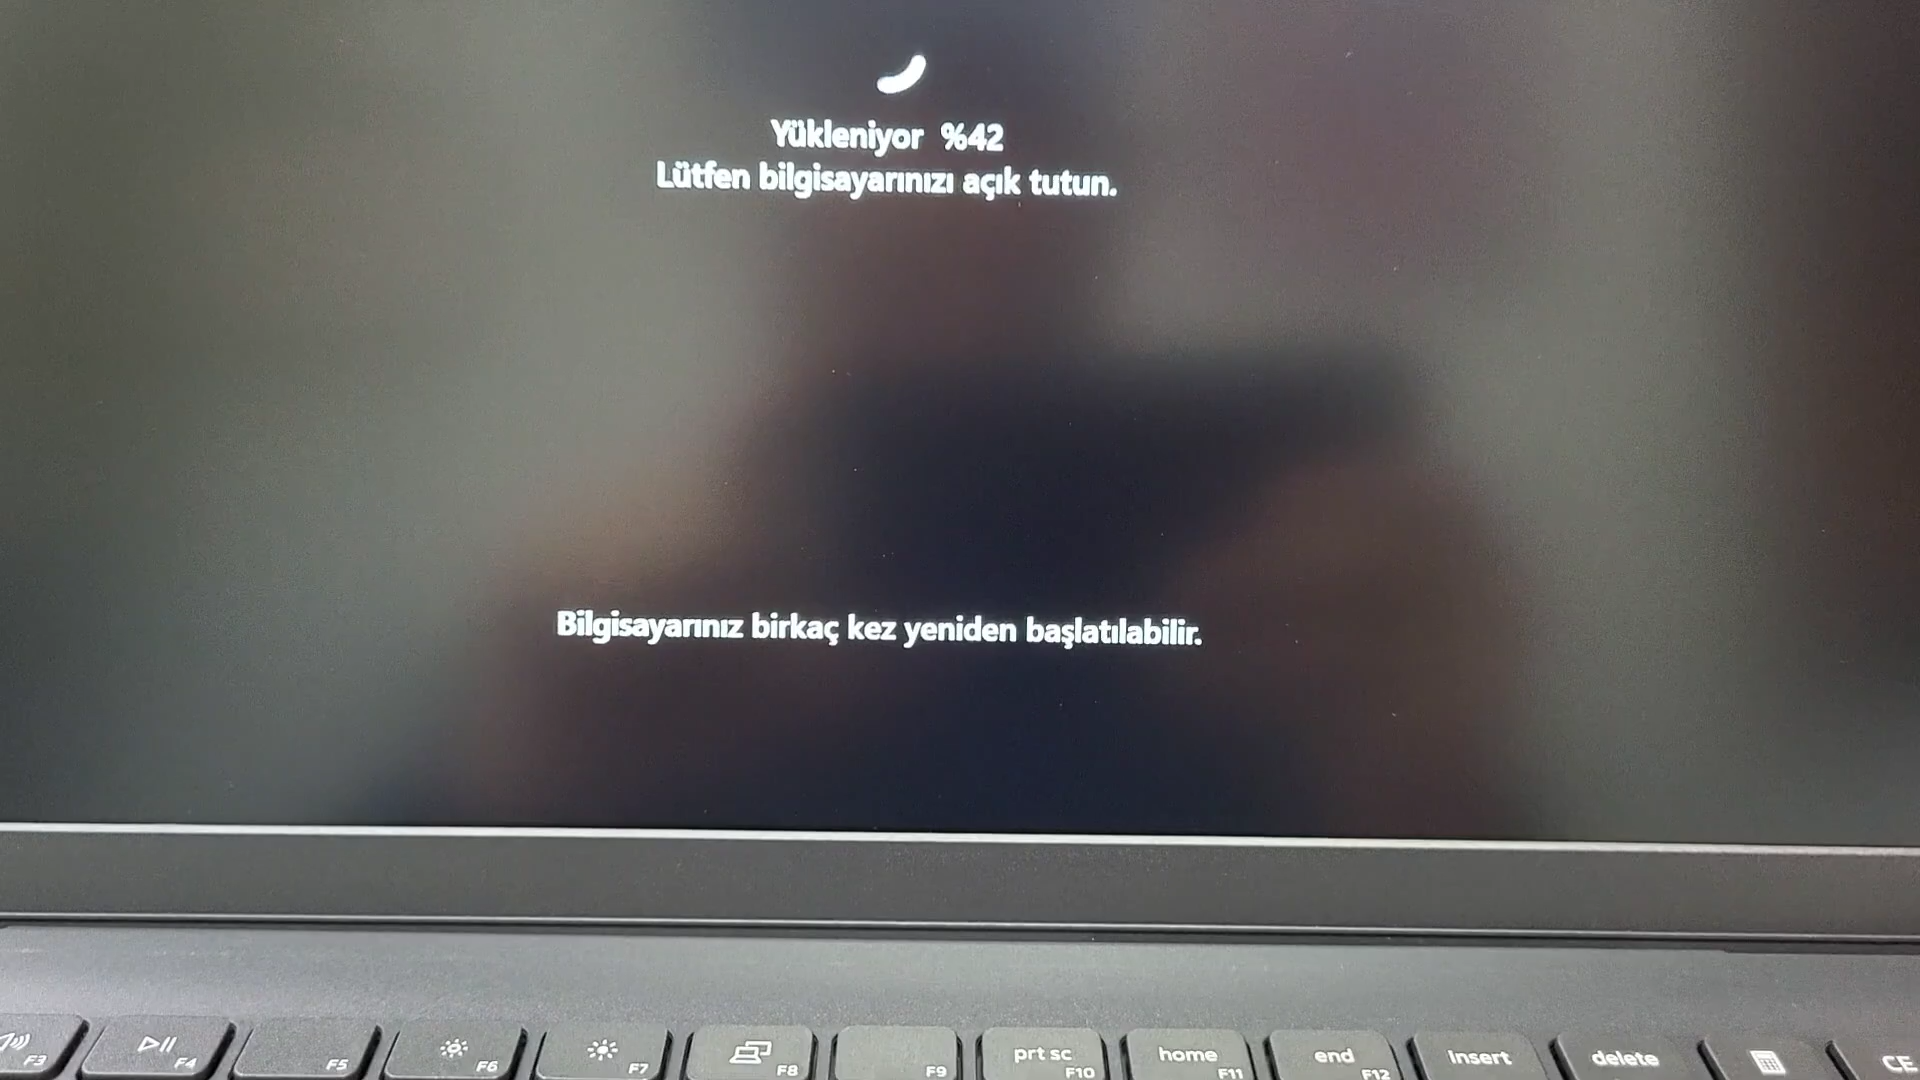 Yükleniyor %42
Lütfen bilgisayarınızı açık tutun.
Bilgisayarınız birkaç kez yeniden başlatılabilir.
F3 F4 F5 F6 F7 F8 F9 prt sc F10 home F11 end F12 insert delete CE